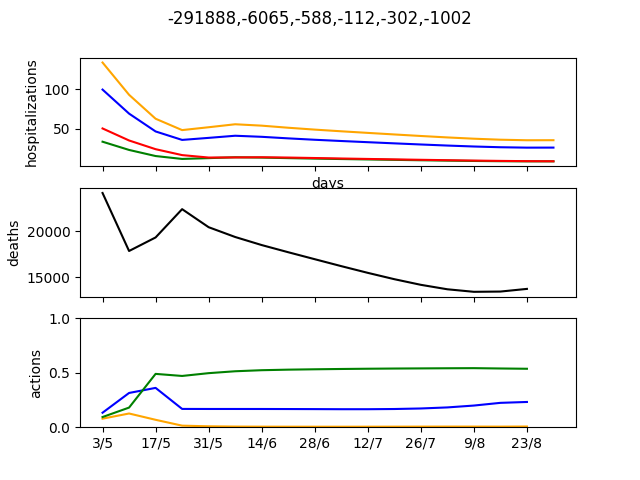 -291888,-6065,-588,-112,-302,-1002
hospitalizations
100
50
days
deaths
20000
15000
actions
1.0
0.5
0.0
3/5 17/5 31/5 14/6 28/6 12/7 26/7 9/8 23/8